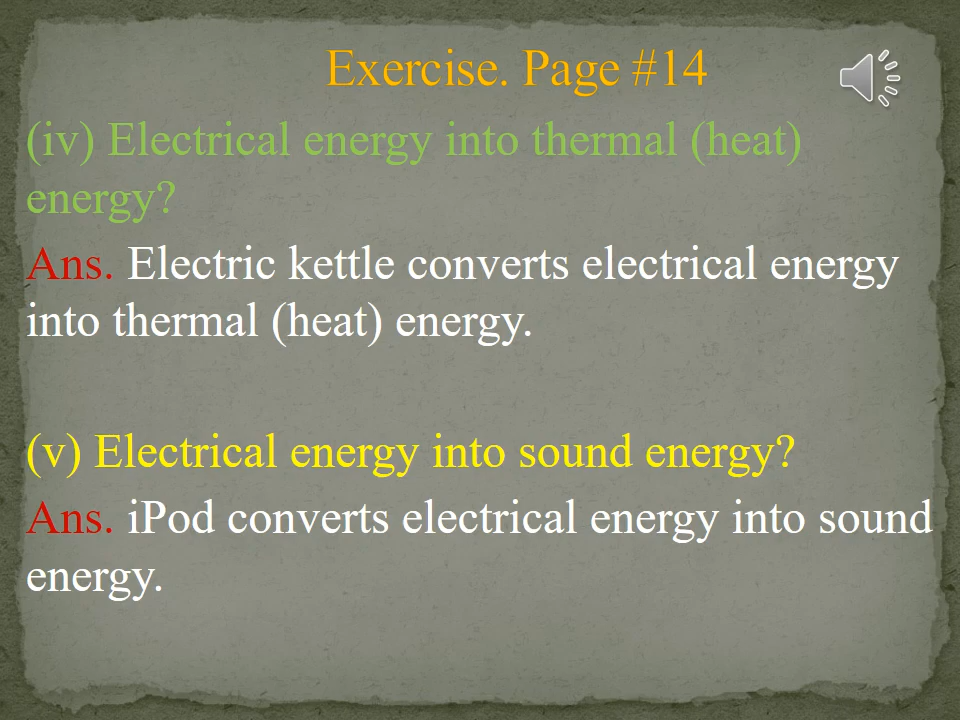 Exercise. Page #14
(iv) Electrical energy into thermal (heat)
energy?
Ans. Electric kettle converts electrical energy
into thermal (heat) energy.
(v) Electrical energy into sound energy?
Ans. iPod converts electrical energy into sound
energy.